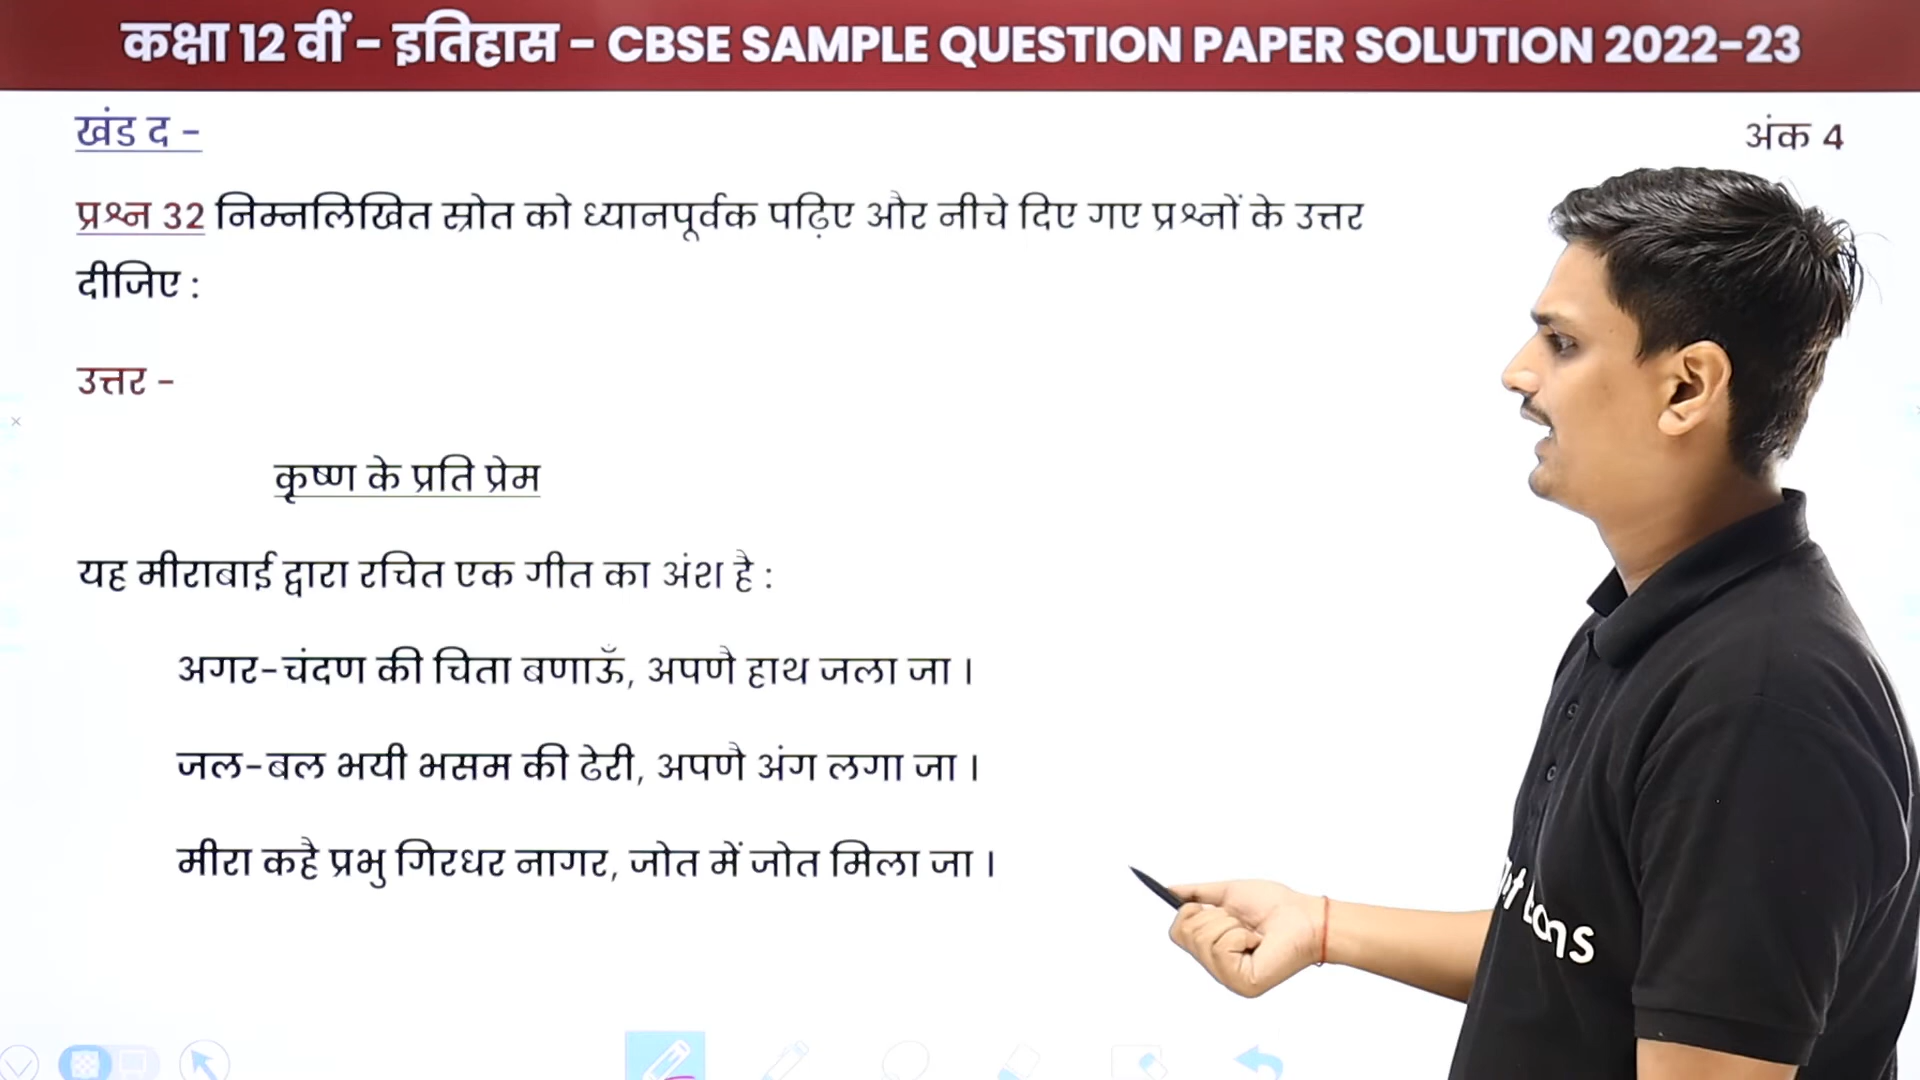 कक्षा 12 वीं - इतिहास - CBSE SAMPLE QUESTION PAPER SOLUTION 2022-23
खंड द -
अंक 4
प्रश्न 32 निम्नलिखित स्रोत को ध्यानपूर्वक पढ़िए और नीचे दिए गए प्रश्नों के उत्तर
दीजिए :
उत्तर -
कृष्ण के प्रति प्रेम
यह मीराबाई द्वारा रचित एक गीत का अंश है :
अगर-चंदण की चिता बणाऊँ, अपणै हाथ जला जा ।
जल-बल भयी भसम की ढेरी, अपणै अंग लगा जा ।
मीरा कहै प्रभु गिरधर नागर, जोत में जोत मिला जा ।